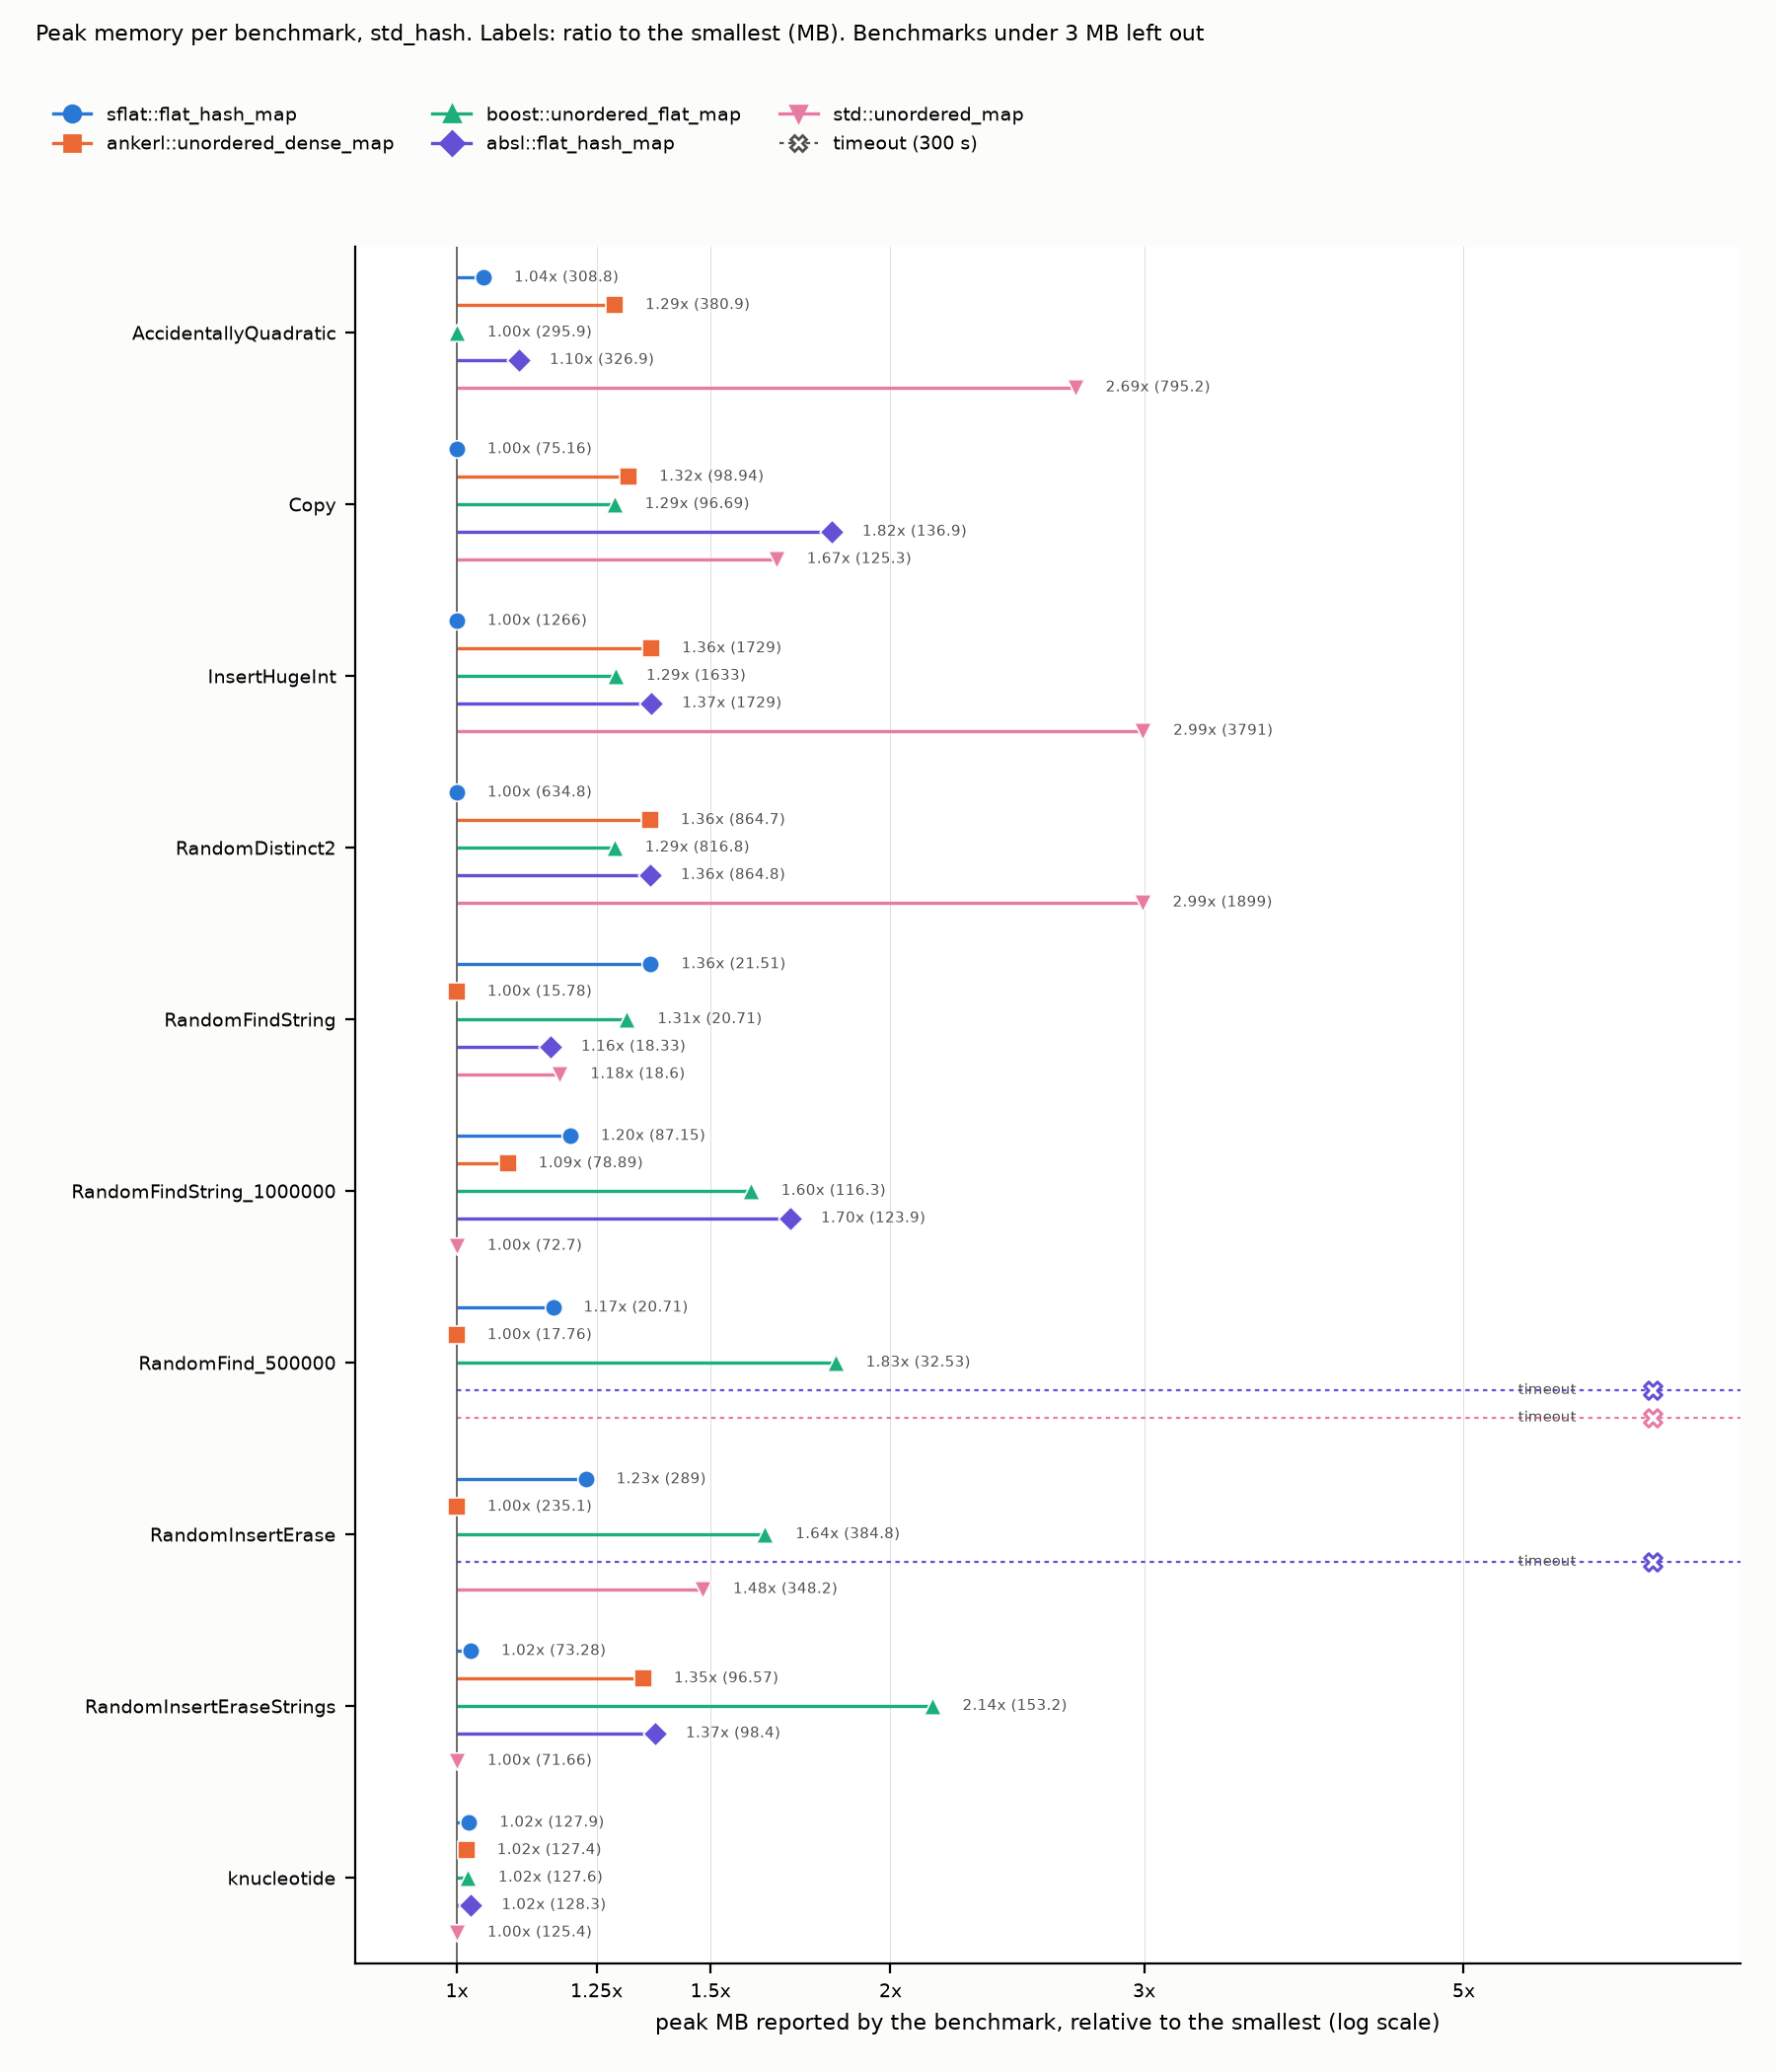 Peak memory per benchmark, std_hash. Labels: ratio to the smallest (MB). Benchmarks under 3 MB left out
sflat::flat_hash_map
ankerl::unordered_dense_map
boost::unordered_flat_map
absl::flat_hash_map
std::unordered_map
timeout (300 s)
AccidentallyQuadratic
1.04x (308.8)
1.29x (380.9)
1.00x (295.9)
1.10x (326.9)
2.69x (795.2)
Copy
1.00x (75.16)
1.32x (98.94)
1.29x (96.69)
1.82x (136.9)
1.67x (125.3)
InsertHugeInt
1.00x (1266)
1.36x (1729)
1.29x (1633)
1.37x (1729)
2.99x (3791)
RandomDistinct2
1.00x (634.8)
1.36x (864.7)
1.29x (816.8)
1.36x (864.8)
2.99x (1899)
RandomFindString
1.36x (21.51)
1.00x (15.78)
1.31x (20.71)
1.16x (18.33)
1.18x (18.6)
RandomFindString_1000000
1.20x (87.15)
1.09x (78.89)
1.60x (116.3)
1.70x (123.9)
1.00x (72.7)
RandomFind_500000
1.17x (20.71)
1.00x (17.76)
1.83x (32.53)
timeout
timeout
RandomInsertErase
1.23x (289)
1.00x (235.1)
1.64x (384.8)
timeout
1.48x (348.2)
RandomInsertEraseStrings
1.02x (73.28)
1.35x (96.57)
2.14x (153.2)
1.37x (98.4)
1.00x (71.66)
knucleotide
1.02x (127.9)
1.02x (127.4)
1.02x (127.6)
1.02x (128.3)
1.00x (125.4)
1x 1.25x 1.5x 2x 3x 5x
peak MB reported by the benchmark, relative to the smallest (log scale)